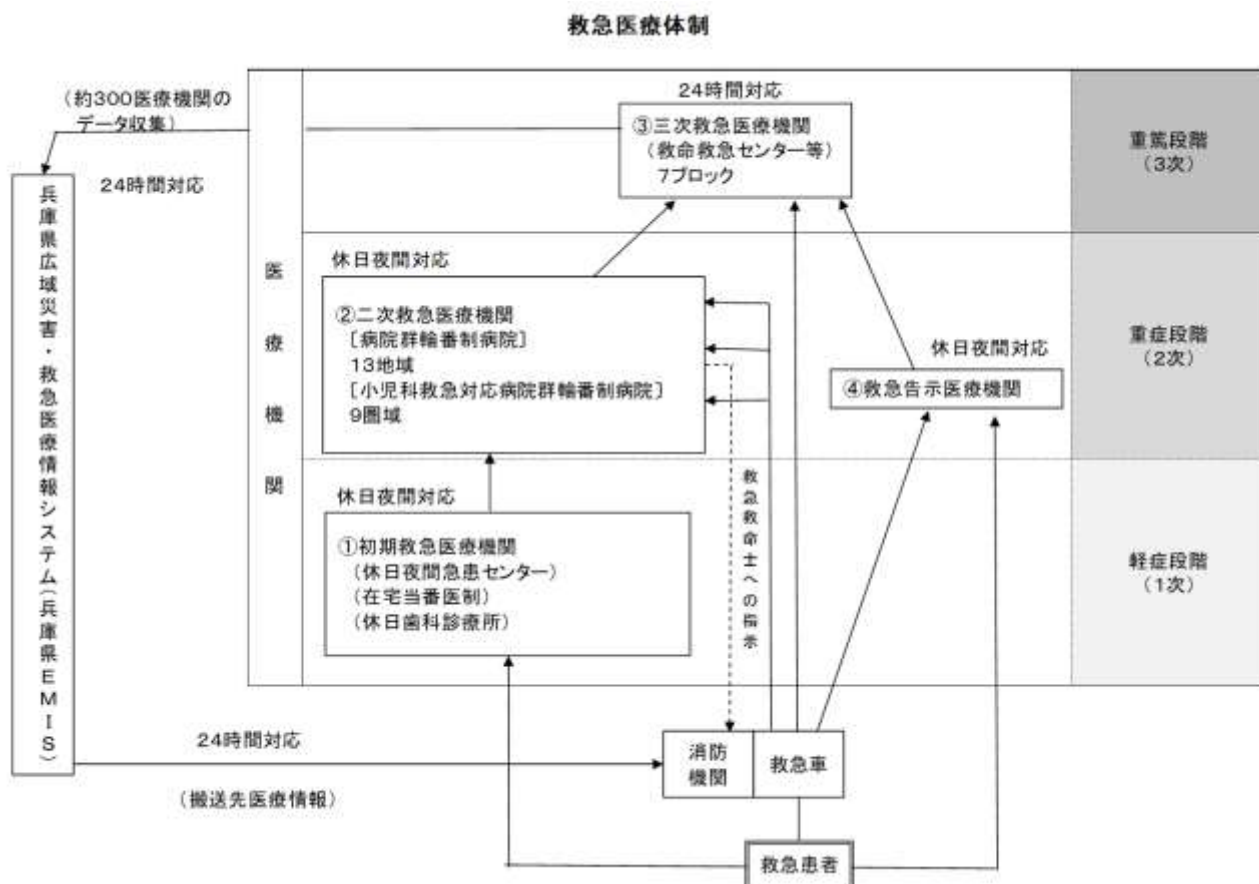 救急医療体制
（約300医療機関の
データ収集）
24時間対応
兵庫県広域災害・救急医療情報システム（兵庫県EMIS）
医療機関
24時間対応
③三次救急医療機関
（救命救急センター等）
7ブロック
重篤段階
（3次）
休日夜間対応
②二次救急医療機関
［病院群輪番制病院］
13地域
［小児科救急対応病院群輪番制病院］
9圏域
休日夜間対応
④救急告示医療機関
重症段階
（2次）
休日夜間対応
①初期救急医療機関
（休日夜間急患センター）
（在宅当番医制）
（休日歯科診療所）
救急救命士への指示
軽症段階
（1次）
24時間対応
（搬送先医療情報）
消防
機関
救急車
救急患者